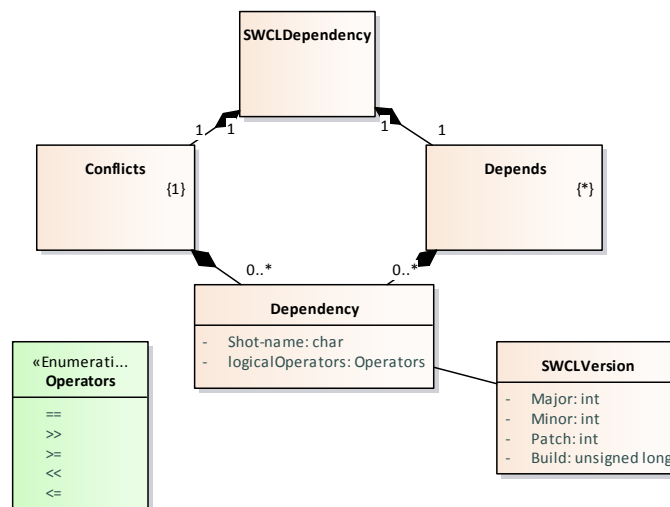 SWCLDependency
1
1
1
1
Conflicts
{1}
Depends
{*}
0..*
0..*
Dependency
- Shot-name: char
- logicalOperators: Operators
«Enumerati...
Operators
==
>>
>=
<<
<=
SWCLVersion
- Major: int
- Minor: int
- Patch: int
- Build: unsigned long